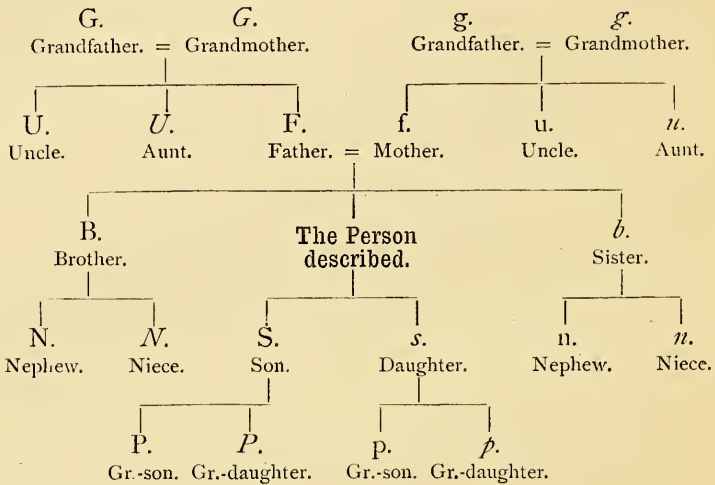 G. G. g. g.
Grandfather. = Grandmother. Grandfather. = Grandmother.
U. U. F. f. u. u.
Uncle. Aunt. Father. = Mother. Uncle. Aunt.
B. The Person b.
Brother. described. Sister.
N. N. S. s. n. n.
Nephew. Niece. Son. Daughter. Nephew. Niece.
P. P. p. p.
Gr.-son. Gr.-daughter. Gr.-son. Gr.-daughter.